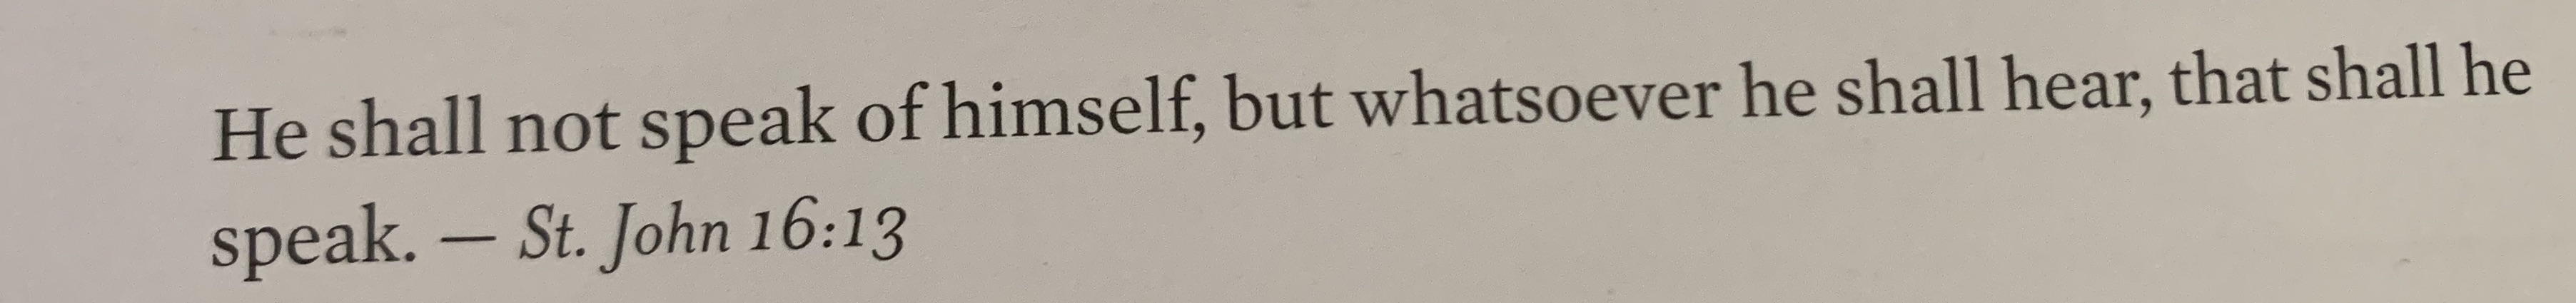 He shall not speak of himself, but whatsoever he shall hear, that shall he
speak. — St. John 16:13